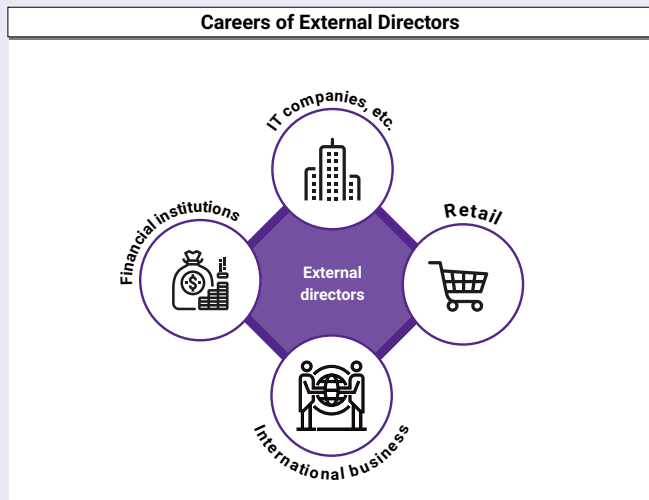 Careers of External Directors
IT companies, etc.
Financial institutions
Retail
External
directors
International business